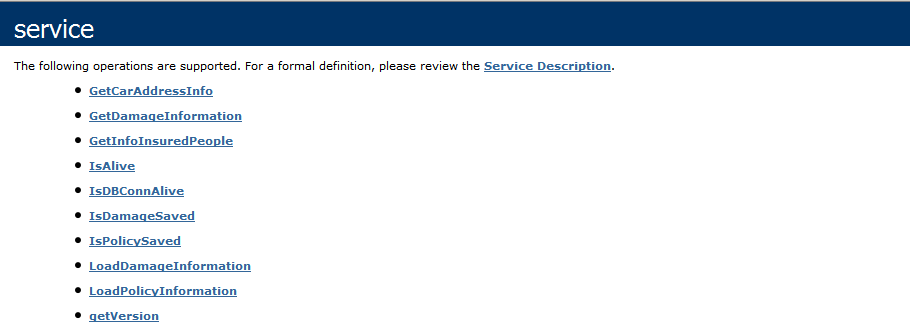 service
The following operations are supported. For a formal definition, please review the Service Description.
GetCarAddressInfo
GetDamageInformation
GetInfoInsuredPeople
IsAlive
IsDBConnAlive
IsDamageSaved
IsPolicySaved
LoadDamageInformation
LoadPolicyInformation
getVersion